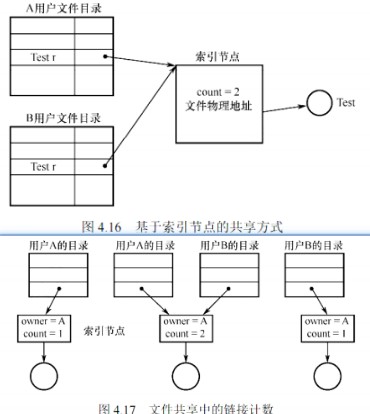 A用户文件目录
Test r
索引节点
count = 2
文件物理地址
Test
B用户文件目录
Test r
图 4.16 基于索引节点的共享方式
用户A的目录 用户A的目录 用户B的目录 用户B的目录
owner = A
count = 1
索引节点
owner = A
count = 2
owner = A
count = 1
图 4.17 文件共享中的链接计数